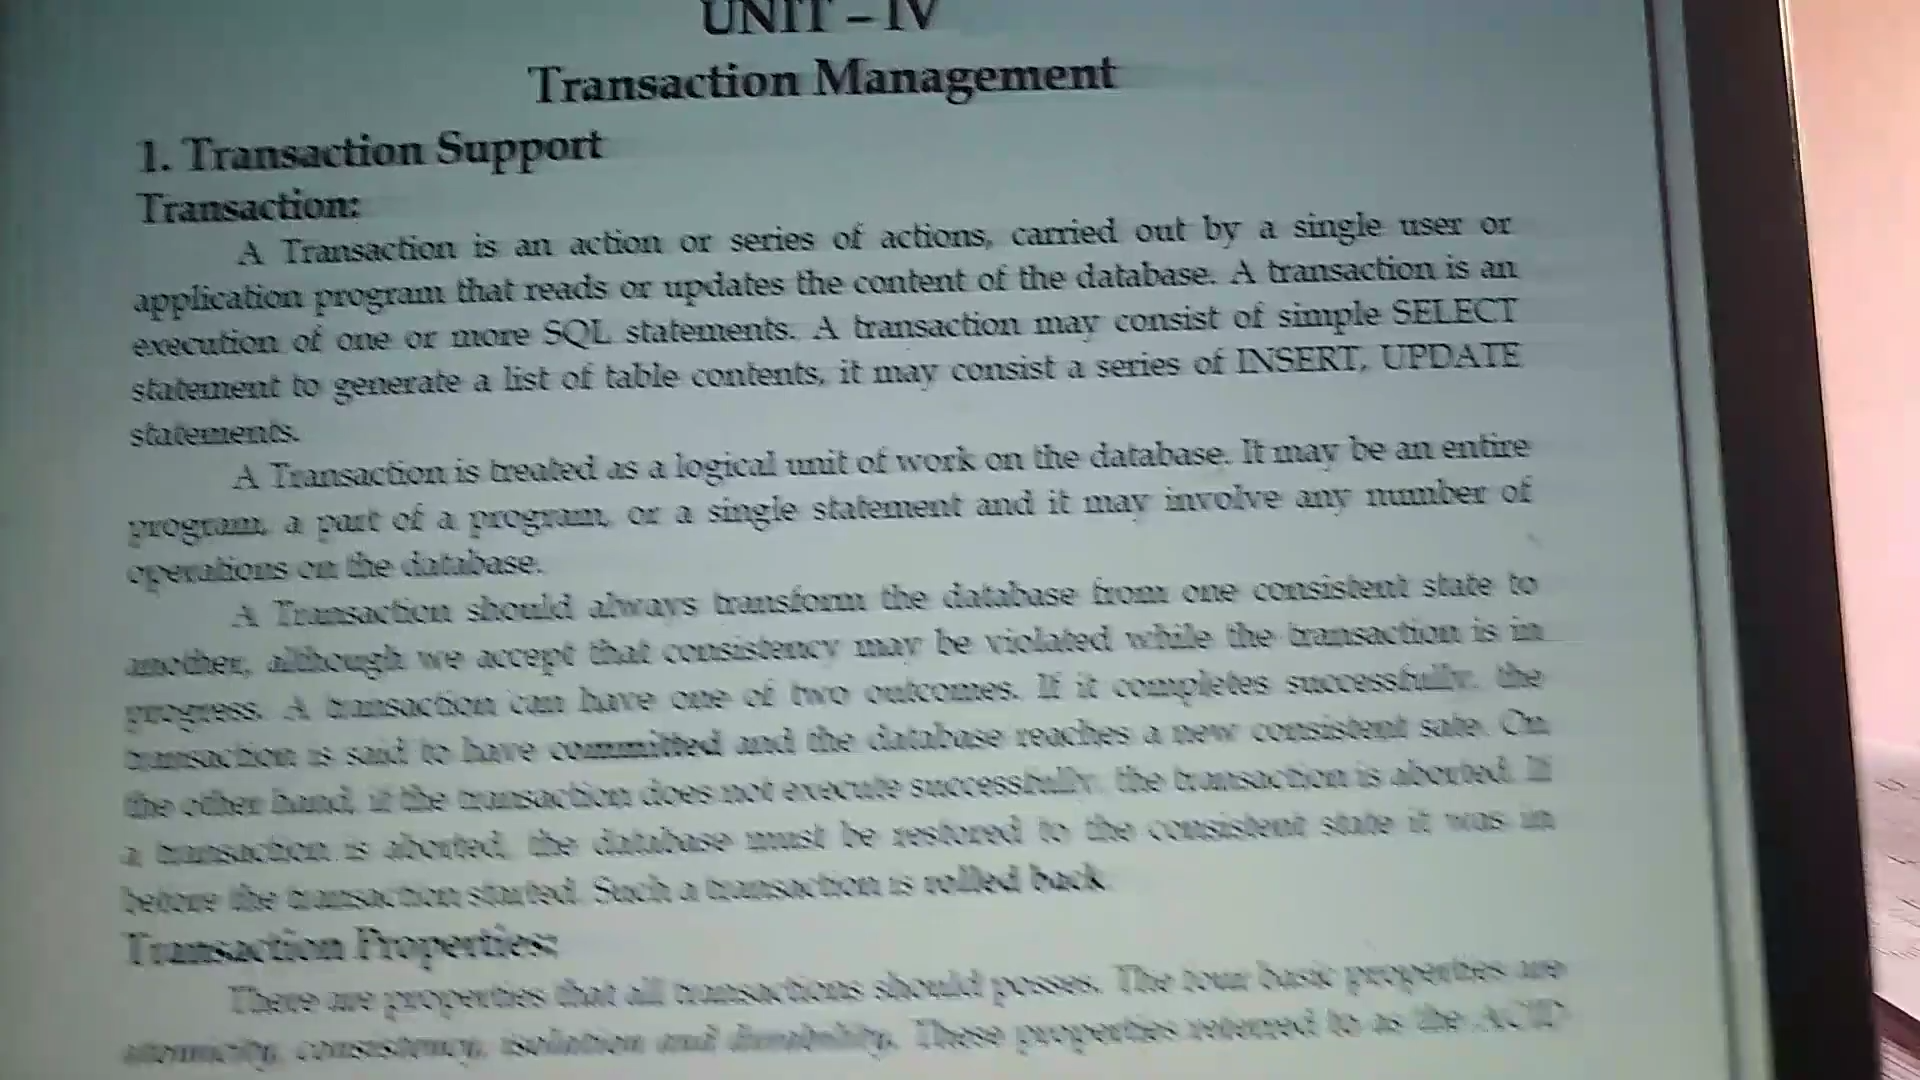 UNIT – IV
Transaction Management
1. Transaction Support
Transaction:
A Transaction is an action or series of actions, carried out by a single user or
application program that reads or updates the content of the database. A transaction is an
execution of one or more SQL statements. A transaction may consist of simple SELECT
statement to generate a list of table contents, it may consist a series of INSERT, UPDATE
statements.
A Transaction is treated as a logical unit of work on the database. It may be an entire
program, a part of a program, or a single statement and it may involve any number of
operations on the database.
A Transaction should always transform the database from one consistent state to
another, although we accept that consistency may be violated while the transaction is in
progress. A transaction can have one of two outcomes. If it completes successfully, the
transaction is said to have committed and the database reaches a new consistent sate. On
the other hand, if the transaction does not execute successfully, the transaction is aborted. If
a transaction is aborted, the database must be restored to the consistent state it was in
before the transaction started. Such a transaction is rolled back.
Transaction Properties:
There are properties that all transactions should posses. The four basic properties are
atomicity, consistency, isolation and durability. These properties referred to as the ACID